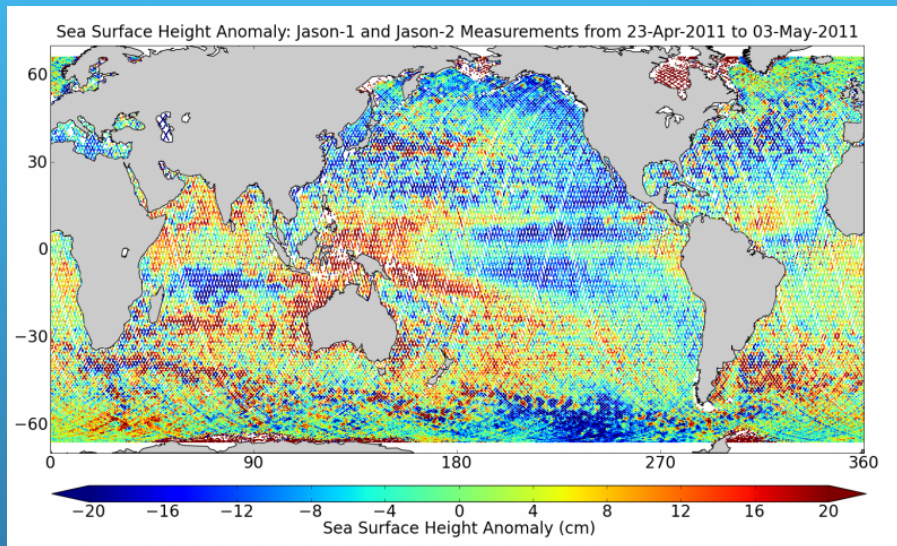 Sea Surface Height Anomaly: Jason-1 and Jason-2 Measurements from 23-Apr-2011 to 03-May-2011
60
30
0
−30
−60
0 90 180 270 360
−20 −16 −12 −8 −4 0 4 8 12 16 20
Sea Surface Height Anomaly (cm)